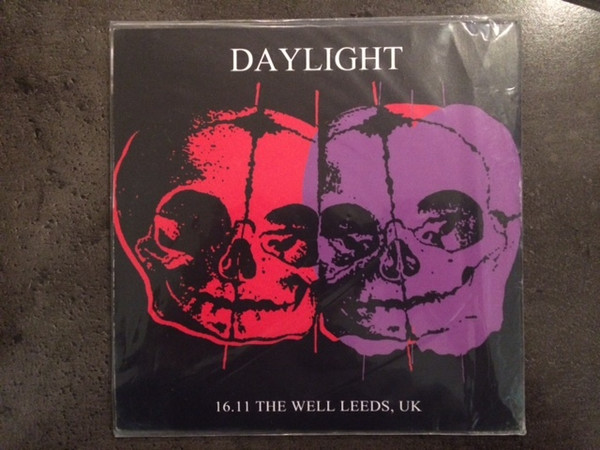 DAYLIGHT
16.11 THE WELL LEEDS, UK